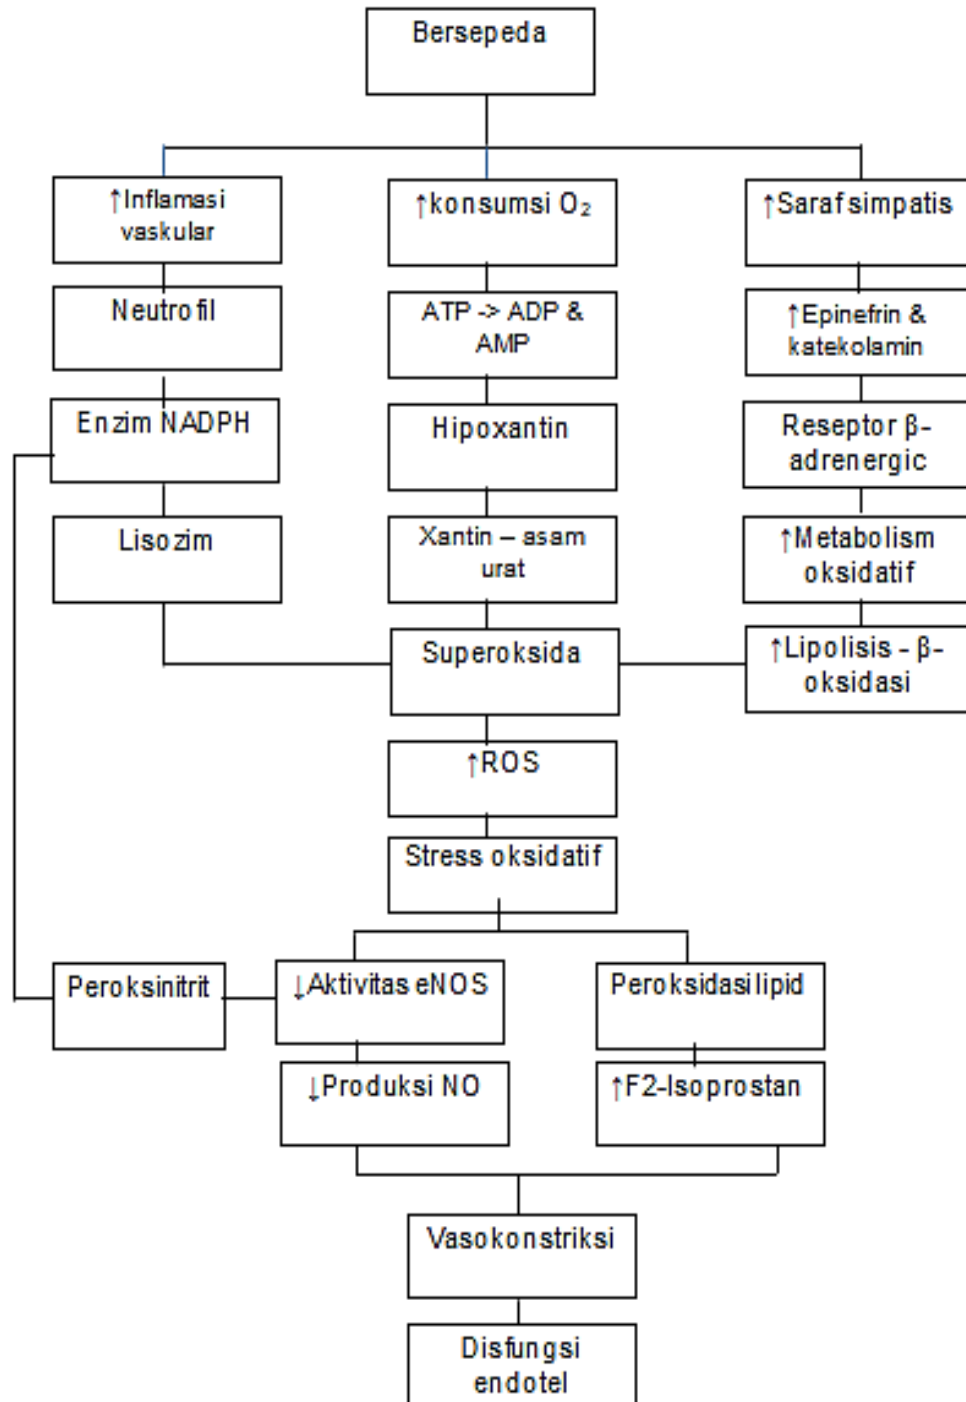 Bersepeda
↑Inflamasi
vaskular
↑konsumsi O₂
↑Saraf simpatis
Neutrofil
ATP -> ADP &
AMP
↑Epinefrin &
katekolamin
Enzim NADPH
Hipoxantin
Reseptor β-
adrenergic
Lisozim
Xantin – asam
urat
↑Metabolism
oksidatif
Superoksida
↑Lipolisis - β-
oksidasi
↑ROS
Stress oksidatif
Peroksinitrit
↓Aktivitas eNOS
Peroksidasi lipid
↓Produksi NO
↑F2-Isoprostan
Vasokonstriksi
Disfungsi
endotel